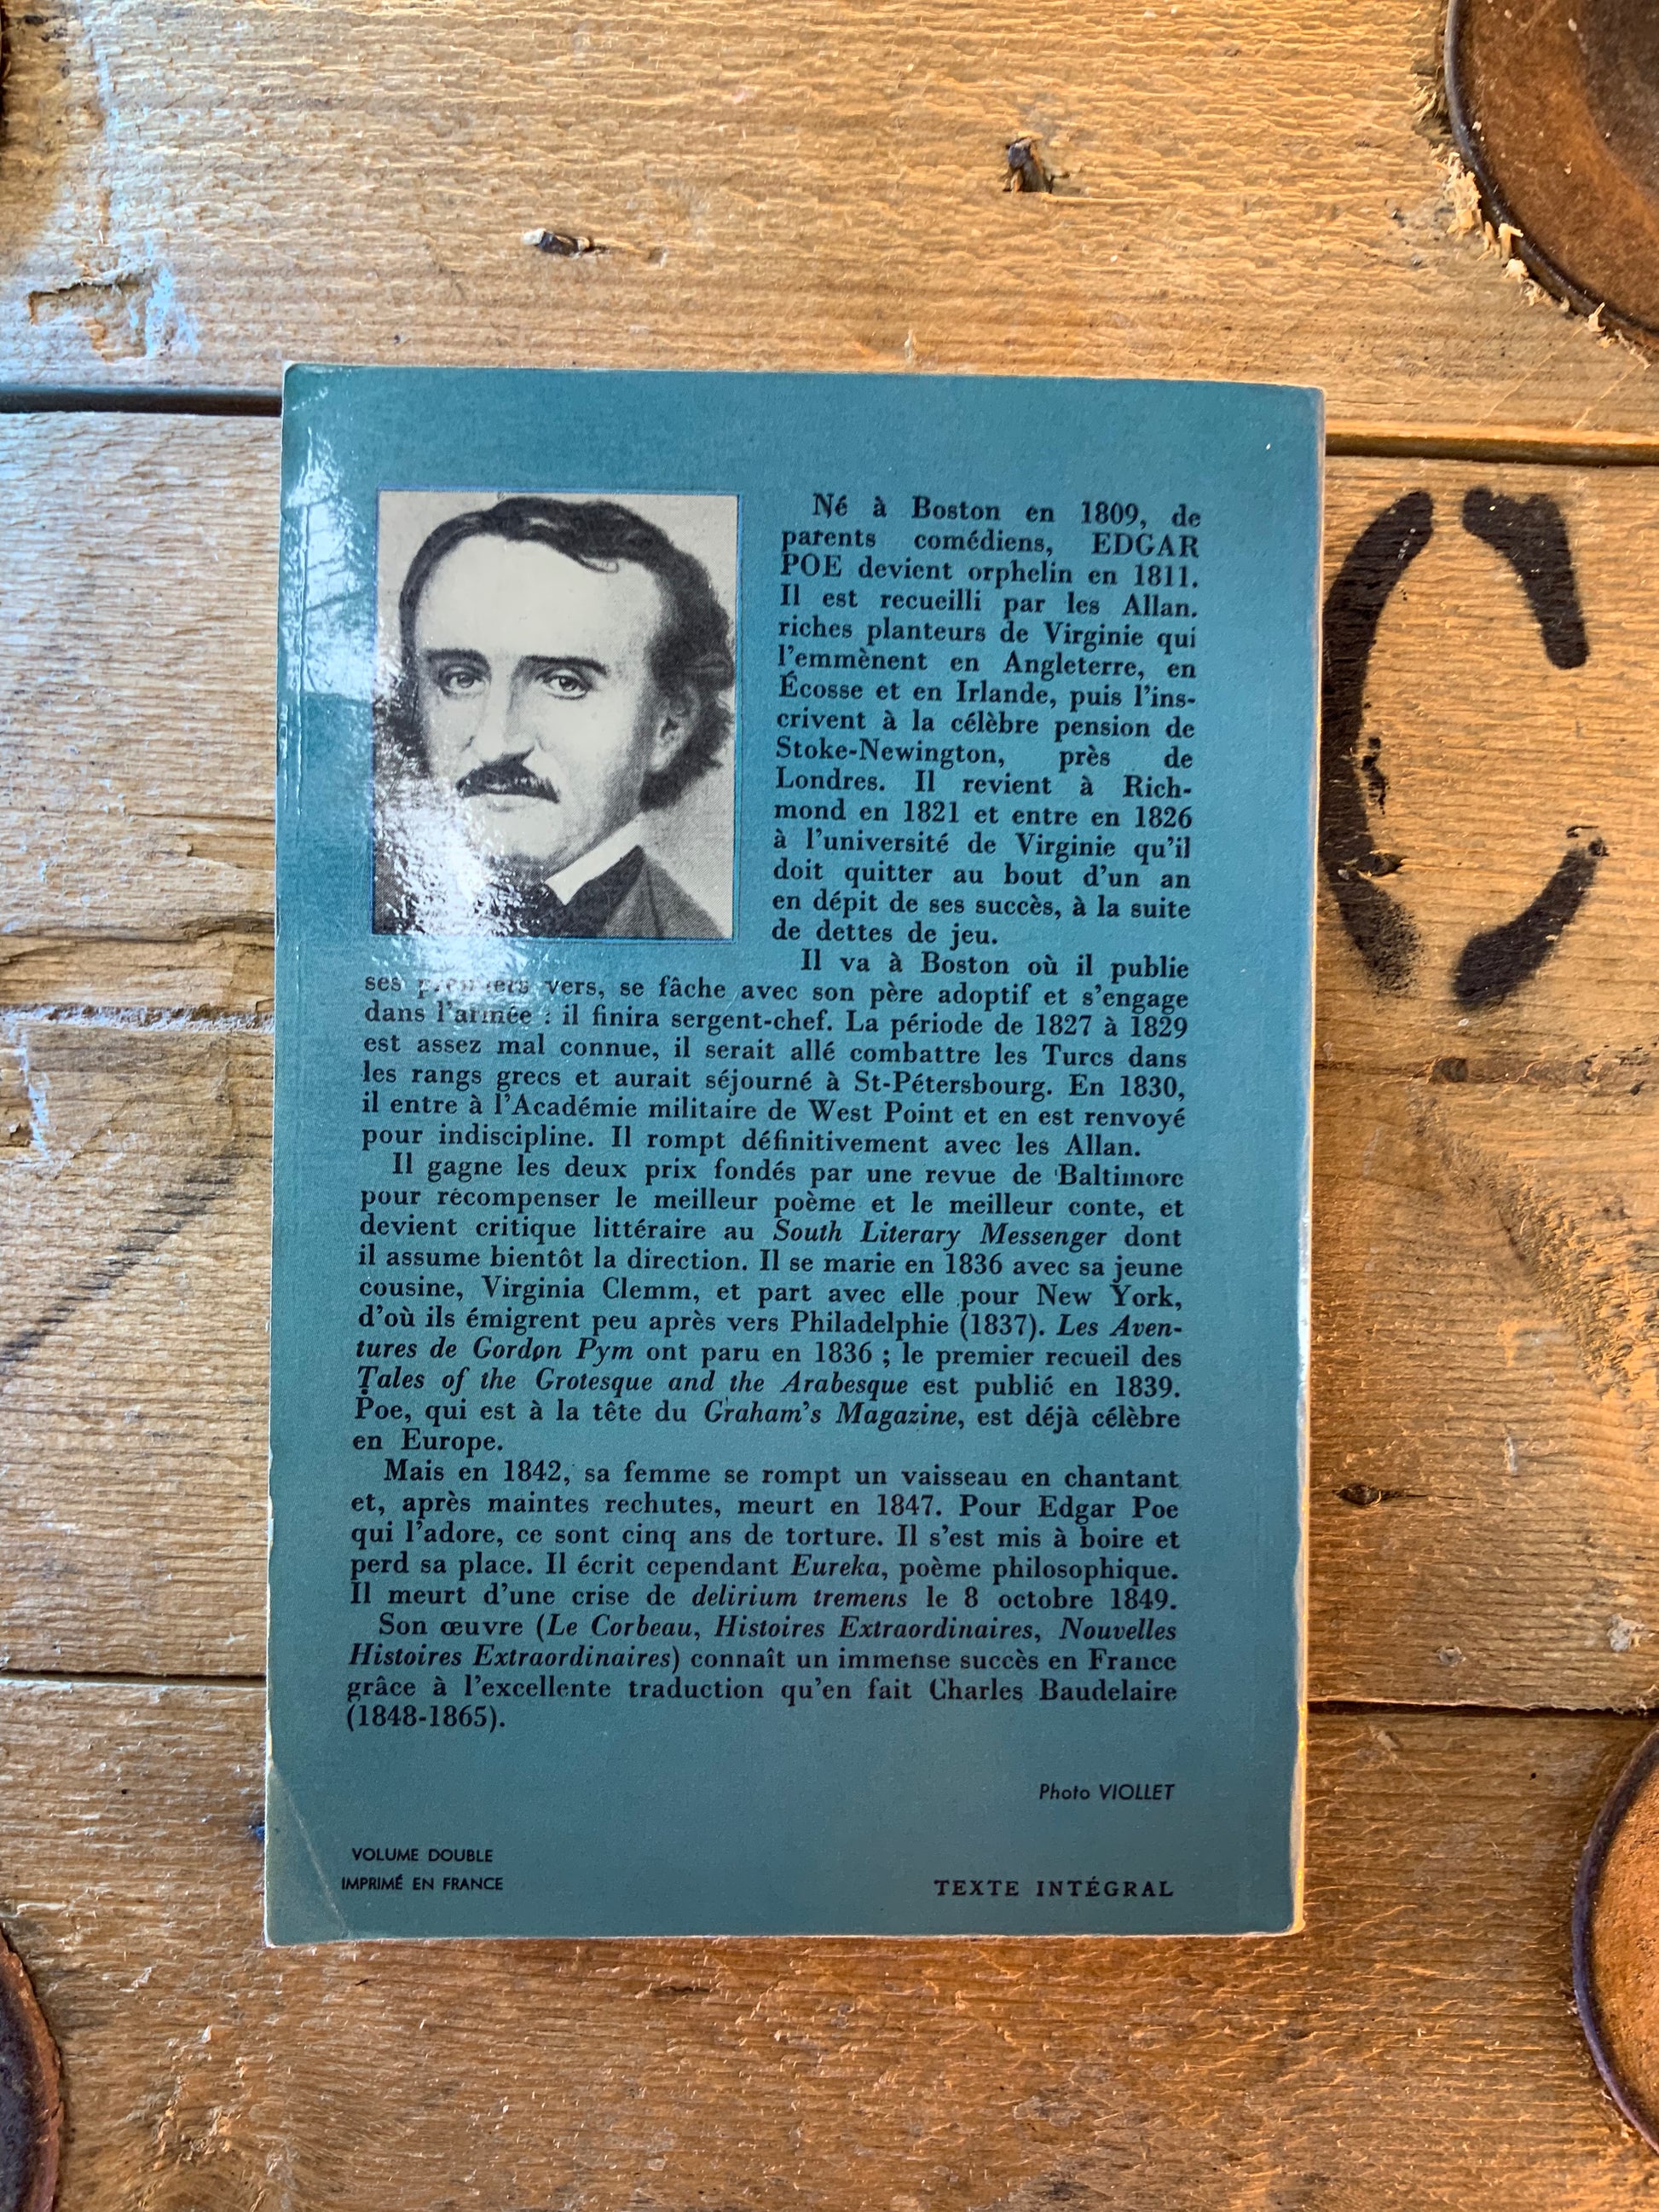 Né à Boston en 1809, de
parents comédiens, EDGAR
POE devient orphelin en 1811.
Il est recueilli par les Allan.
riches planteurs de Virginie qui
l'emmènent en Angleterre, en
Écosse et en Irlande, puis l'ins-
crivent à la célèbre pension de
Stoke-Newington, près de
Londres. Il revient à Rich-
mond en 1821 et entre en 1826
à l'université de Virginie qu'il
doit quitter au bout d'un an
en dépit de ses succès, à la suite
de dettes de jeu.
Il va à Boston où il publie
ses premiers vers, se fâche avec son père adoptif et s'engage
dans l'armée : il finira sergent-chef. La période de 1827 à 1829
est assez mal connue, il serait allé combattre les Turcs dans
les rangs grecs et aurait séjourné à St-Pétersbourg. En 1830,
il entre à l'Académie militaire de West Point et en est renvoyé
pour indiscipline. Il rompt définitivement avec les Allan.
Il gagne les deux prix fondés par une revue de Baltimore
pour récompenser le meilleur poème et le meilleur conte, et
devient critique littéraire au South Literary Messenger dont
il assume bientôt la direction. Il se marie en 1836 avec sa jeune
cousine, Virginia Clemm, et part avec elle pour New York,
d'où ils émigrent peu après vers Philadelphie (1837). Les Aven-
tures de Gordon Pym ont paru en 1836 ; le premier recueil des
Tales of the Grotesque and the Arabesque est publié en 1839.
Poe, qui est à la tête du Graham's Magazine, est déjà célèbre
en Europe.
Mais en 1842, sa femme se rompt un vaisseau en chantant
et, après maintes rechutes, meurt en 1847. Pour Edgar Poe
qui l'adore, ce sont cinq ans de torture. Il s'est mis à boire et
perd sa place. Il écrit cependant Eureka, poème philosophique.
Il meurt d'une crise de delirium tremens le 8 octobre 1849.
Son œuvre (Le Corbeau, Histoires Extraordinaires, Nouvelles
Histoires Extraordinaires) connaît un immense succès en France
grâce à l'excellente traduction qu'en fait Charles Baudelaire
(1848-1865).
Photo VIOLLET
VOLUME DOUBLE
IMPRIMÉ EN FRANCE
TEXTE INTÉGRAL